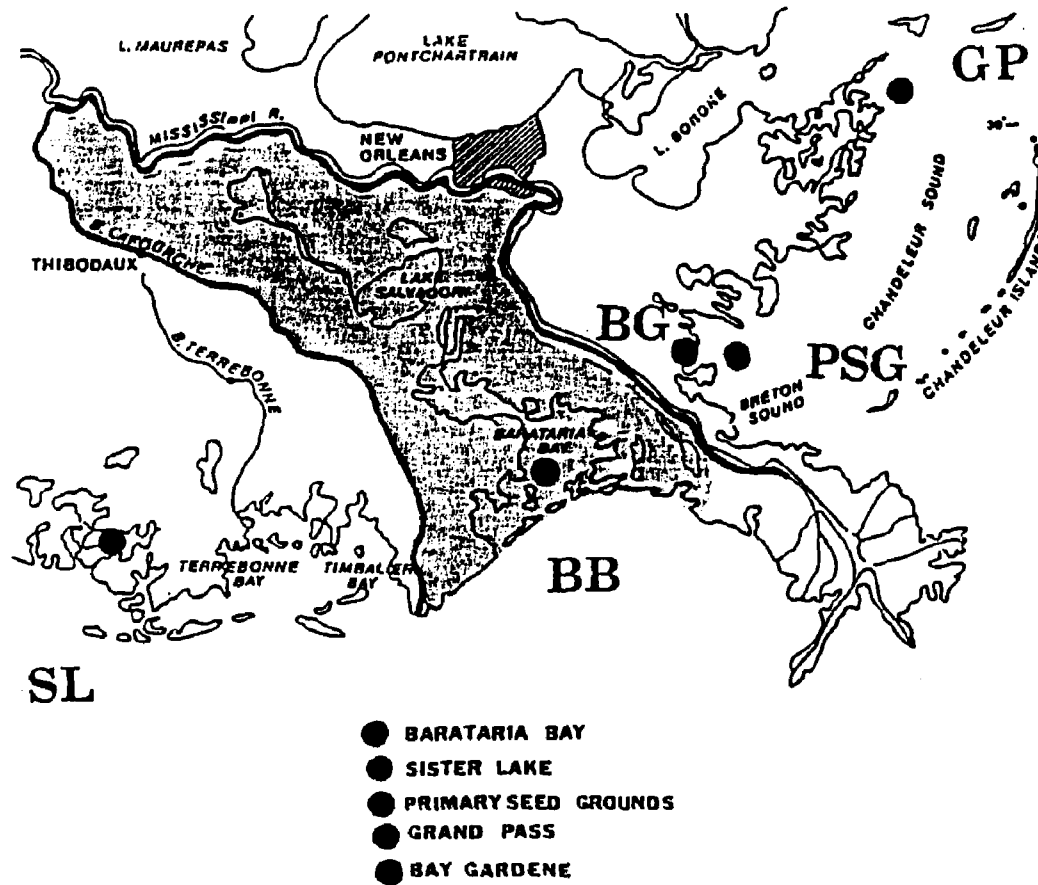 L. MAUREPAS
LAKE
PONTCHARTRAIN
GP
MISSISSIPPI R.
NEW
ORLEANS
L. BORGNE
30°
CHANDELEUR SOUND
CHANDELEUR ISLANDS
B. LAFOURCHE
THIBODAUX
LAKE
SALVADOR
B. TERREBONNE
BG
PSG
BRETON
SOUND
BARATARIA
BAY
TERREBONNE
BAY
TIMBALIER
BAY
BB
SL
BARATARIA BAY
SISTER LAKE
PRIMARY SEED GROUNDS
GRAND PASS
BAY GARDENE